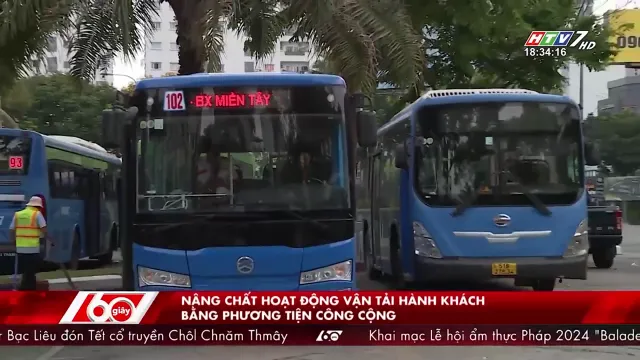 HTV7 HD
18:34:16
090
102 - BX MIỀN TÂY
93
60 giây
NÂNG CHẤT HOẠT ĐỘNG VẬN TẢI HÀNH KHÁCH
BẰNG PHƯƠNG TIỆN CÔNG CỘNG
r Bạc Liêu đón Tết cổ truyền Chôl Chnăm Thmây 60 Khai mạc Lễ hội ẩm thực Pháp 2024 "Balade